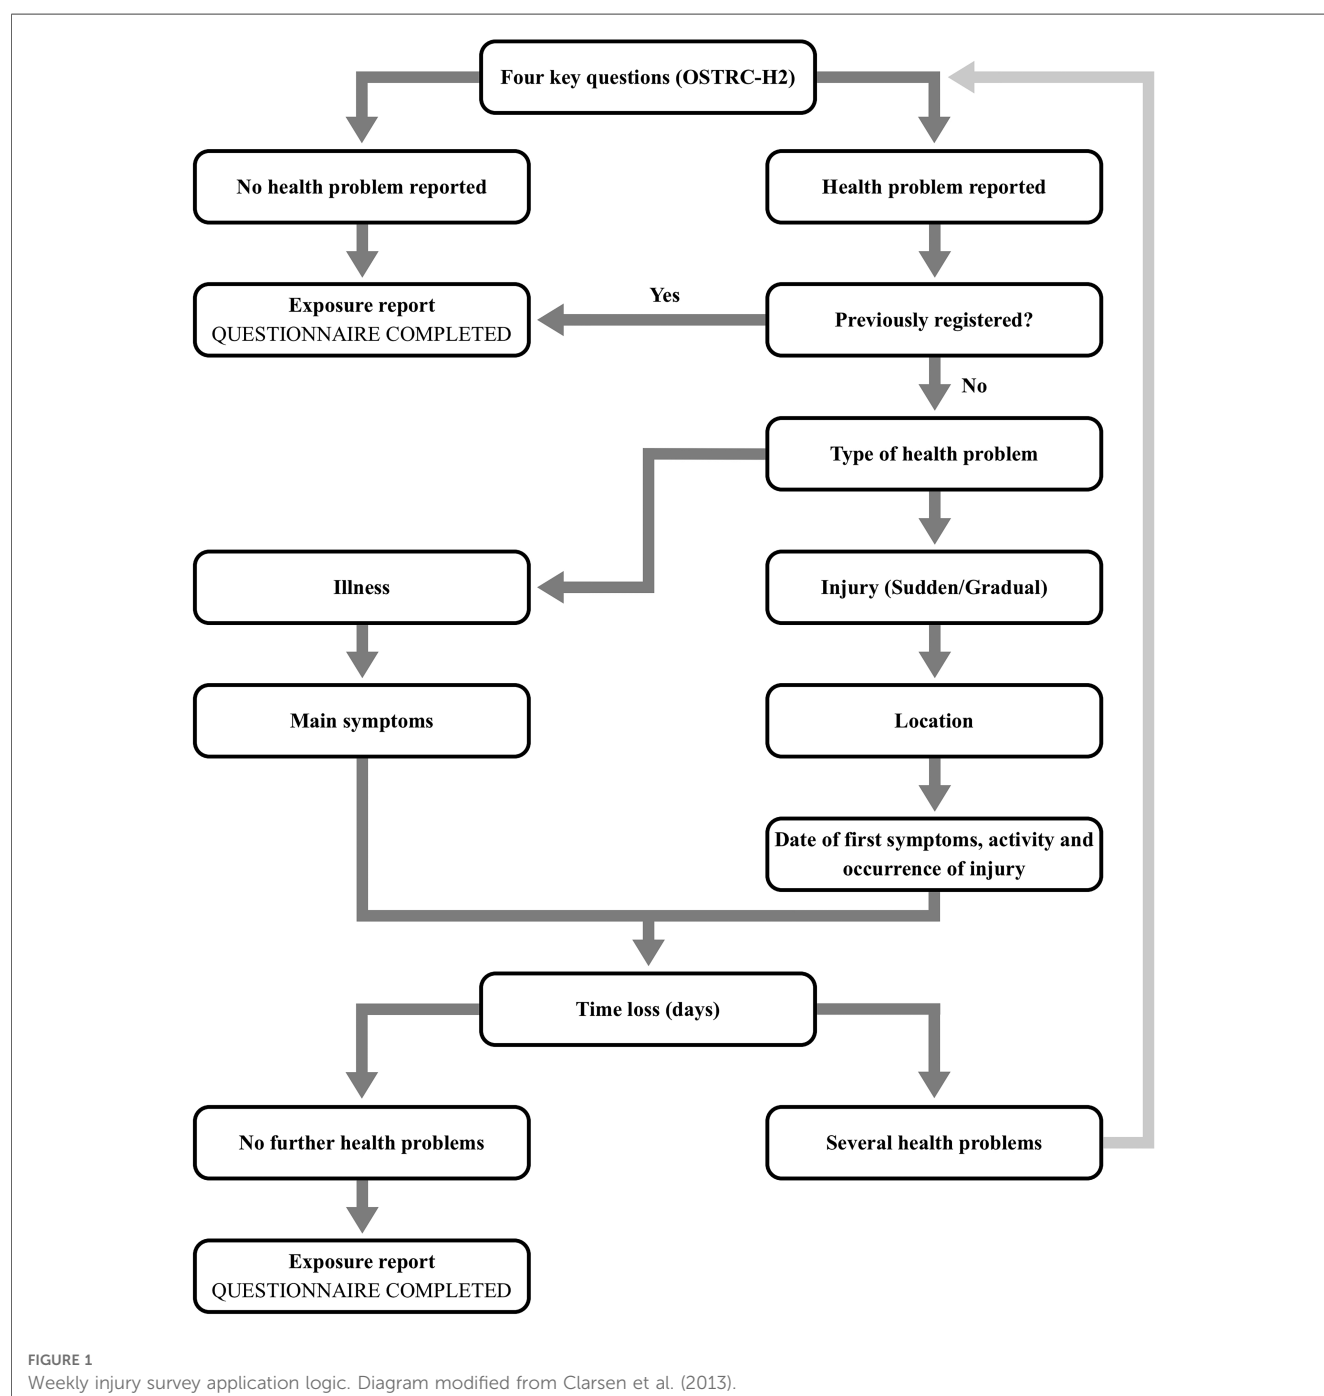 Four key questions (OSTRC-H2)
No health problem reported
Health problem reported
Exposure report
QUESTIONNAIRE COMPLETED
Yes
Previously registered?
No
Type of health problem
Illness
Injury (Sudden/Gradual)
Main symptoms
Location
Date of first symptoms, activity and
occurrence of injury
Time loss (days)
No further health problems
Several health problems
Exposure report
QUESTIONNAIRE COMPLETED
FIGURE 1
Weekly injury survey application logic. Diagram modified from Clarsen et al. (2013).